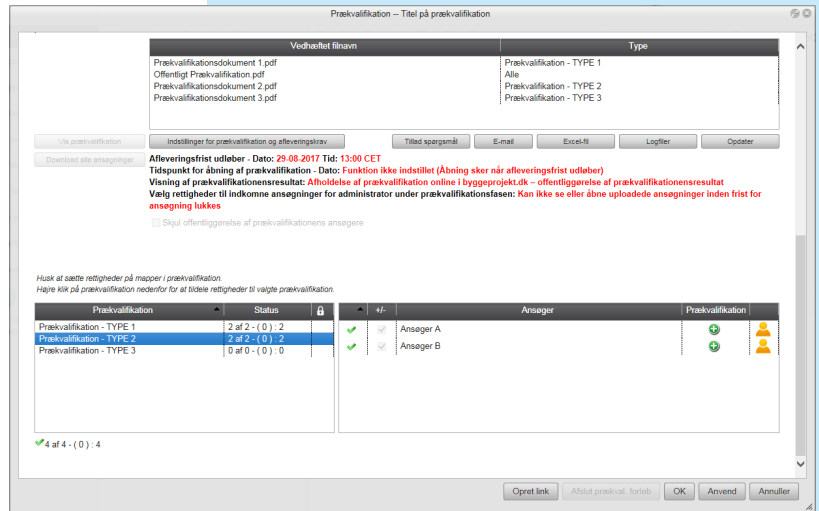 Prækvalifikation -- Titel på prækvalifikation
Vedhæftet filnavn Type
Prækvalifikationsdokument 1.pdf Prækvalifikation - TYPE 1
Offentligt Prækvalifikation.pdf Alle
Prækvalifikationsdokument 2.pdf Prækvalifikation - TYPE 2
Prækvalifikationsdokument 3.pdf Prækvalifikation - TYPE 3
Vis prækvalifikation Indstillinger for prækvalifikation og afleveringskrav Tillad spørgsmål E-mail Excel-fil Logfiler Opdater
Download alle ansøgninger
Afleveringsfrist udløber - Dato: 29-08-2017 Tid: 13:00 CET
Tidspunkt for åbning af prækvalifikation - Dato: Funktion ikke indstillet (Åbning sker når afleveringsfrist udløber)
Visning af prækvalifikationensresultat: Afholdelse af prækvalifikation online i byggeprojekt.dk – offentliggørelse af prækvalifikationensresultat
Vælg rettigheder til indkomne ansøgninger for administrator under prækvalifikationsfasen: Kan ikke se eller åbne uploadede ansøgninger inden frist for
ansøgning lukkes
Skjul offentliggørelse af prækvalifikationens ansøgere
Husk at sætte rettigheder på mapper i prækvalifikation.
Højre klik på prækvalifikation nedenfor for at tildele rettigheder til valgte prækvalifikation.
Prækvalifikation Status +/- Ansøger Prækvalifikation
Prækvalifikation - TYPE 1 2 af 2 - ( 0 ) : 2 Ansøger A
Prækvalifikation - TYPE 2 2 af 2 - ( 0 ) : 2 Ansøger B
Prækvalifikation - TYPE 3 0 af 0 - ( 0 ) : 0
4 af 4 - ( 0 ) : 4
Opret link Afslut prækval. forløb OK Anvend Annuller